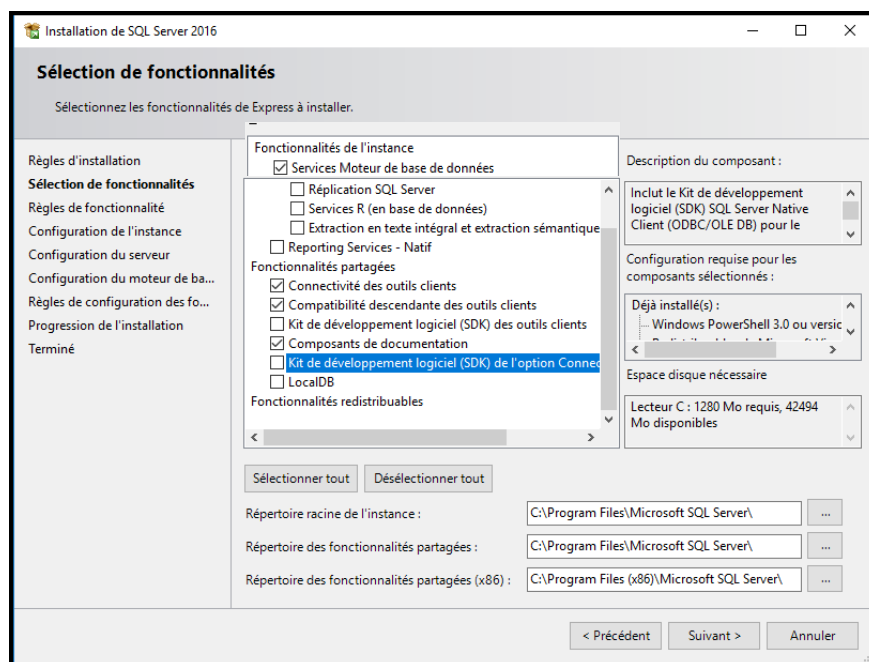 Installation de SQL Server 2016
Sélection de fonctionnalités
Sélectionnez les fonctionnalités de Express à installer.
Règles d'installation
Sélection de fonctionnalités
Règles de fonctionnalité
Configuration de l'instance
Configuration du serveur
Configuration du moteur de ba...
Règles de configuration des fo...
Progression de l'installation
Terminé
Fonctionnalités de l'instance
Services Moteur de base de données
Réplication SQL Server
Services R (en base de données)
Extraction en texte intégral et extraction sémantique
Reporting Services - Natif
Fonctionnalités partagées
Connectivité des outils clients
Compatibilité descendante des outils clients
Kit de développement logiciel (SDK) des outils clients
Composants de documentation
Kit de développement logiciel (SDK) de l'option Connec
LocalDB
Fonctionnalités redistribuables
Description du composant :
Inclut le Kit de développement
logiciel (SDK) SQL Server Native
Client (ODBC/OLE DB) pour le
Configuration requise pour les
composants sélectionnés :
Déjà installé(s) :
Windows PowerShell 3.0 ou versic
Espace disque nécessaire
Lecteur C : 1280 Mo requis, 42494
Mo disponibles
Sélectionner tout
Désélectionner tout
Répertoire racine de l'instance :
C:\Program Files\Microsoft SQL Server\
...
Répertoire des fonctionnalités partagées :
C:\Program Files\Microsoft SQL Server\
...
Répertoire des fonctionnalités partagées (x86) :
C:\Program Files (x86)\Microsoft SQL Server\
...
< Précédent
Suivant >
Annuler